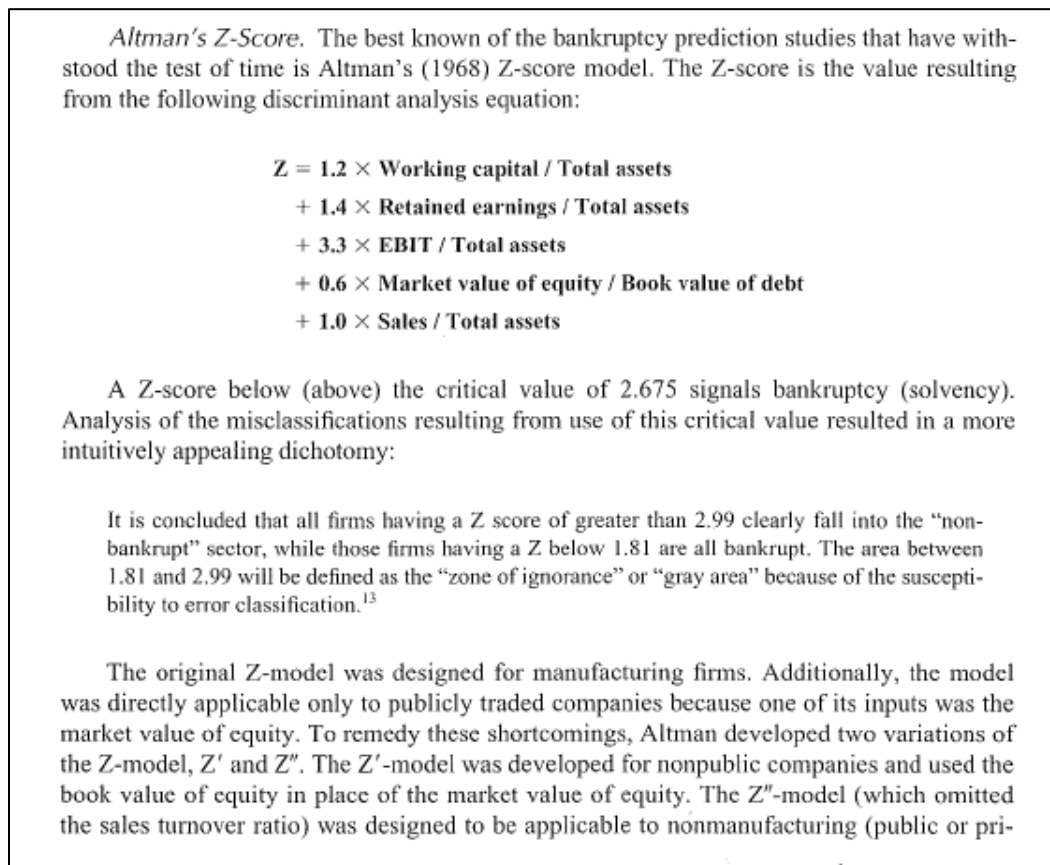 Altman's Z-Score. The best known of the bankruptcy prediction studies that have with-
stood the test of time is Altman's (1968) Z-score model. The Z-score is the value resulting
from the following discriminant analysis equation:
Z = 1.2 × Working capital / Total assets
+ 1.4 × Retained earnings / Total assets
+ 3.3 × EBIT / Total assets
+ 0.6 × Market value of equity / Book value of debt
+ 1.0 × Sales / Total assets
A Z-score below (above) the critical value of 2.675 signals bankruptcy (solvency).
Analysis of the misclassifications resulting from use of this critical value resulted in a more
intuitively appealing dichotomy:
It is concluded that all firms having a Z score of greater than 2.99 clearly fall into the “non-
bankrupt” sector, while those firms having a Z below 1.81 are all bankrupt. The area between
1.81 and 2.99 will be defined as the “zone of ignorance” or “gray area” because of the suscepti-
bility to error classification.¹³
The original Z-model was designed for manufacturing firms. Additionally, the model
was directly applicable only to publicly traded companies because one of its inputs was the
market value of equity. To remedy these shortcomings, Altman developed two variations of
the Z-model, Z′ and Z″. The Z′-model was developed for nonpublic companies and used the
book value of equity in place of the market value of equity. The Z″-model (which omitted
the sales turnover ratio) was designed to be applicable to nonmanufacturing (public or pri-